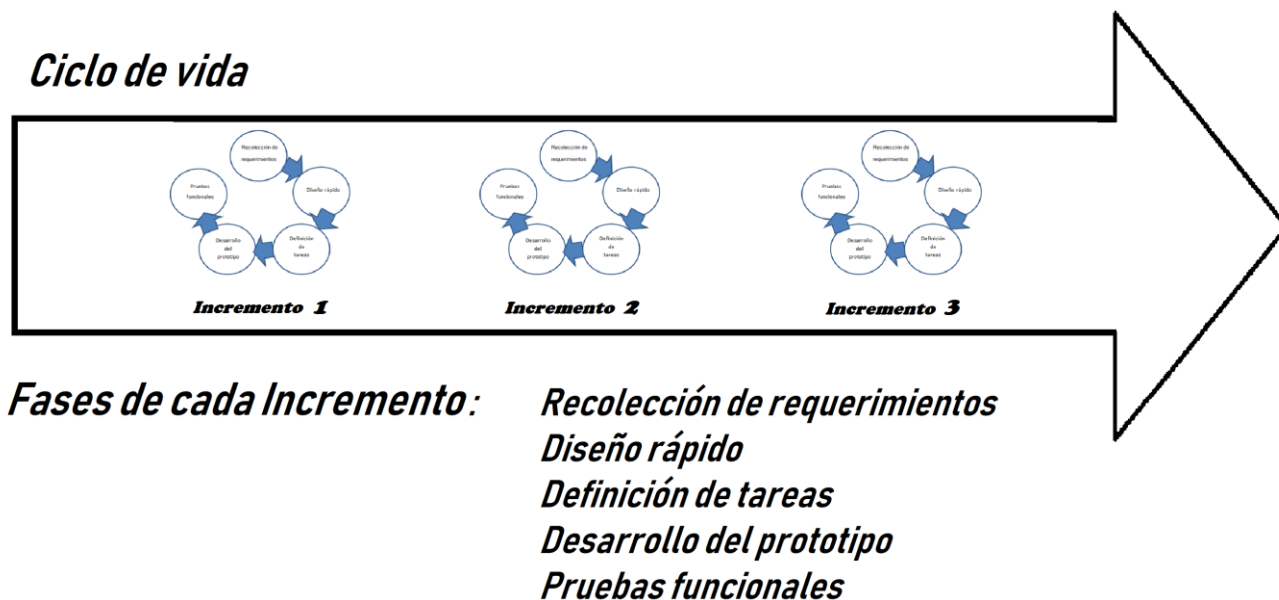 Ciclo de vida
Recolección de
requerimientos
Diseño rápido
Definición
de
tareas
Desarrollo
del
prototipo
Pruebas
funcionales
Incremento 1
Recolección de
requerimientos
Diseño rápido
Definición
de
tareas
Desarrollo
del
prototipo
Pruebas
funcionales
Incremento 2
Recolección de
requerimientos
Diseño rápido
Definición
de
tareas
Desarrollo
del
prototipo
Pruebas
funcionales
Incremento 3
Fases de cada Incremento:
Recolección de requerimientos
Diseño rápido
Definición de tareas
Desarrollo del prototipo
Pruebas funcionales